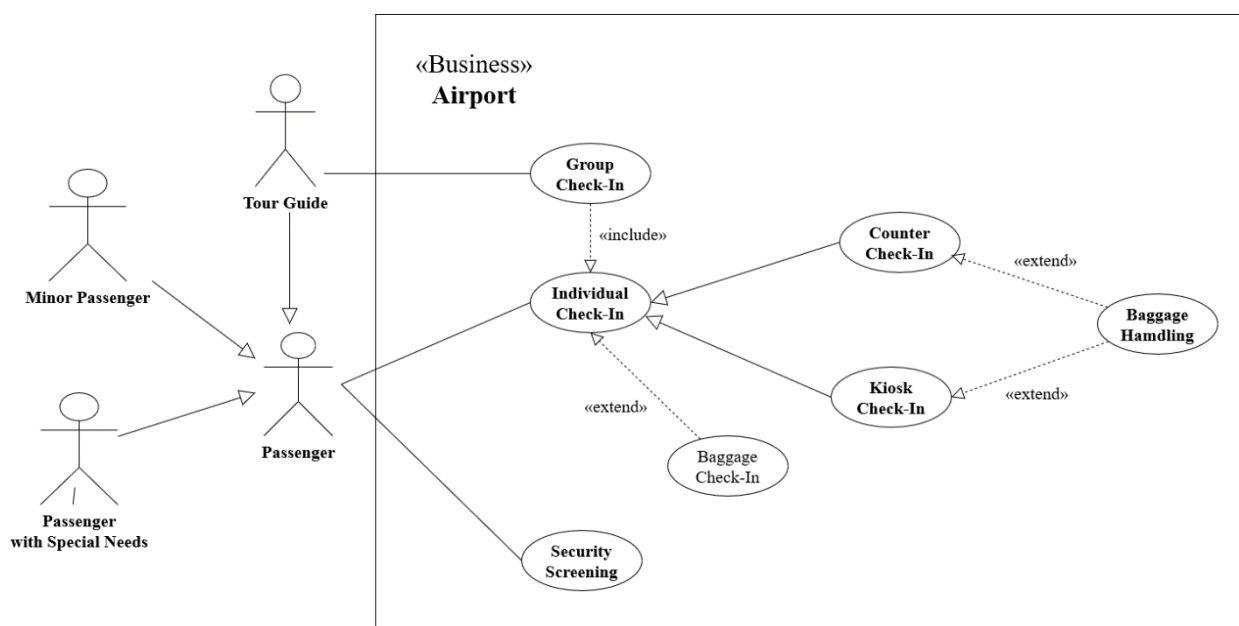 «Business»
Airport
Group
Check-In
Tour Guide
Counter
Check-In
«include»
«extend»
Minor Passenger
Individual
Check-In
Baggage
Hamdling
Kiosk
Check-In
«extend»
«extend»
Passenger
Baggage
Check-In
Passenger
with Special Needs
Security
Screening